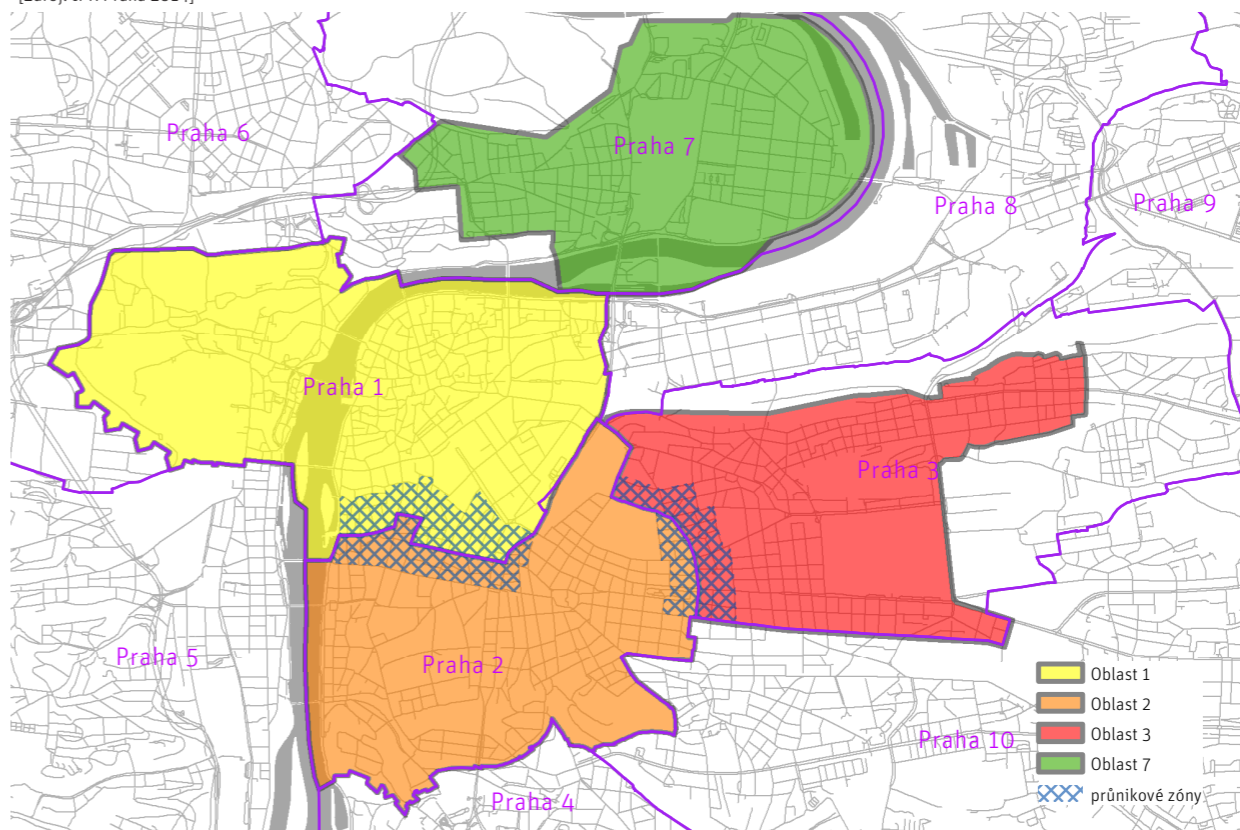 Praha 6
Praha 7
Praha 8
Praha 9
Praha 1
Praha 3
Praha 5
Praha 2
Praha 10
Praha 4
Oblast 1
Oblast 2
Oblast 3
Oblast 7
průnikové zóny